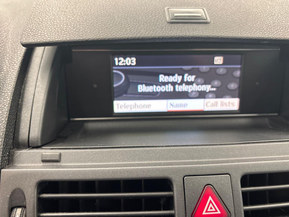 12:03
Ready for
Bluetooth telephony...
Telephone Name Call lists